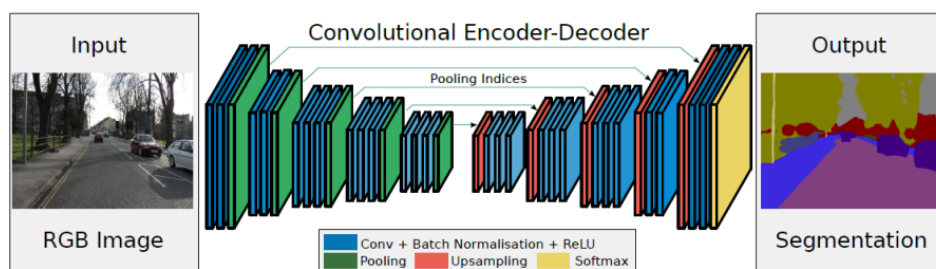 Input
Convolutional Encoder-Decoder
Output
Pooling Indices
RGB Image
Conv + Batch Normalisation + ReLU
Pooling
Upsampling
Softmax
Segmentation